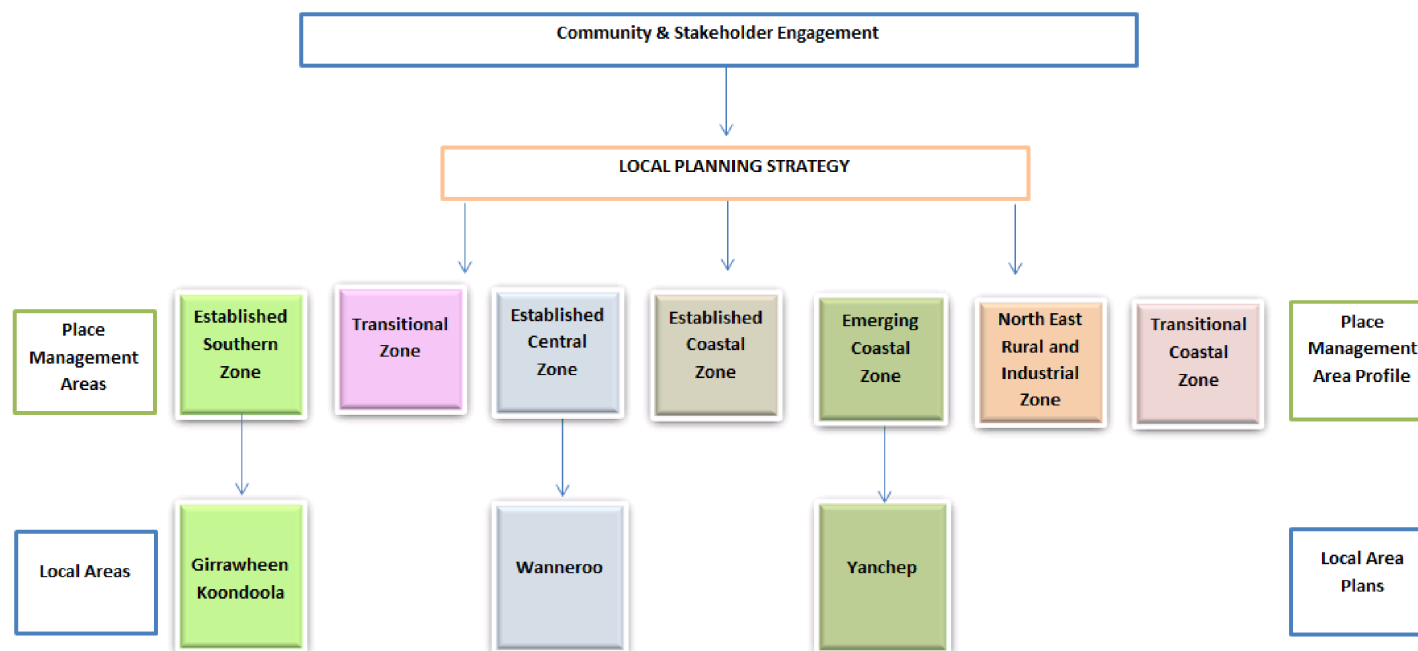 Community & Stakeholder Engagement
LOCAL PLANNING STRATEGY
Place
Management
Areas
Established
Southern
Zone
Transitional
Zone
Established
Central
Zone
Established
Coastal
Zone
Emerging
Coastal
Zone
North East
Rural and
Industrial
Zone
Transitional
Coastal
Zone
Place
Management
Area Profile
Local Areas
Girrawheen
Koondoola
Wanneroo
Yanchep
Local Area
Plans